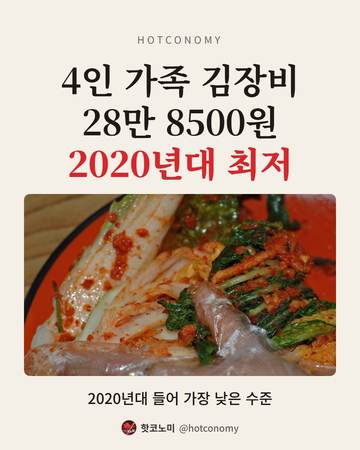 HOTCONOMY
4인 가족 김장비
28만 8500원
2020년대 최저
2020년대 들어 가장 낮은 수준
핫코노미 @hotconomy